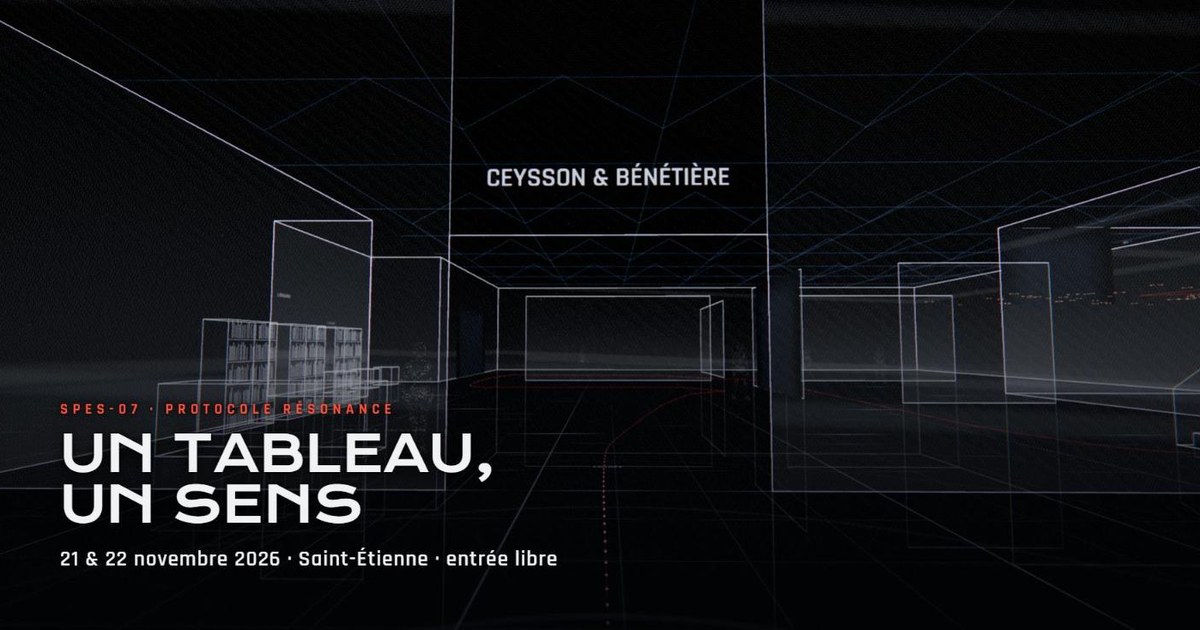 CEYSSON & BÉNÉTIÈRE
SPES-07 · PROTOCOLE RÉSONANCE
UN TABLEAU,
UN SENS
21 & 22 novembre 2026 · Saint-Étienne · entrée libre